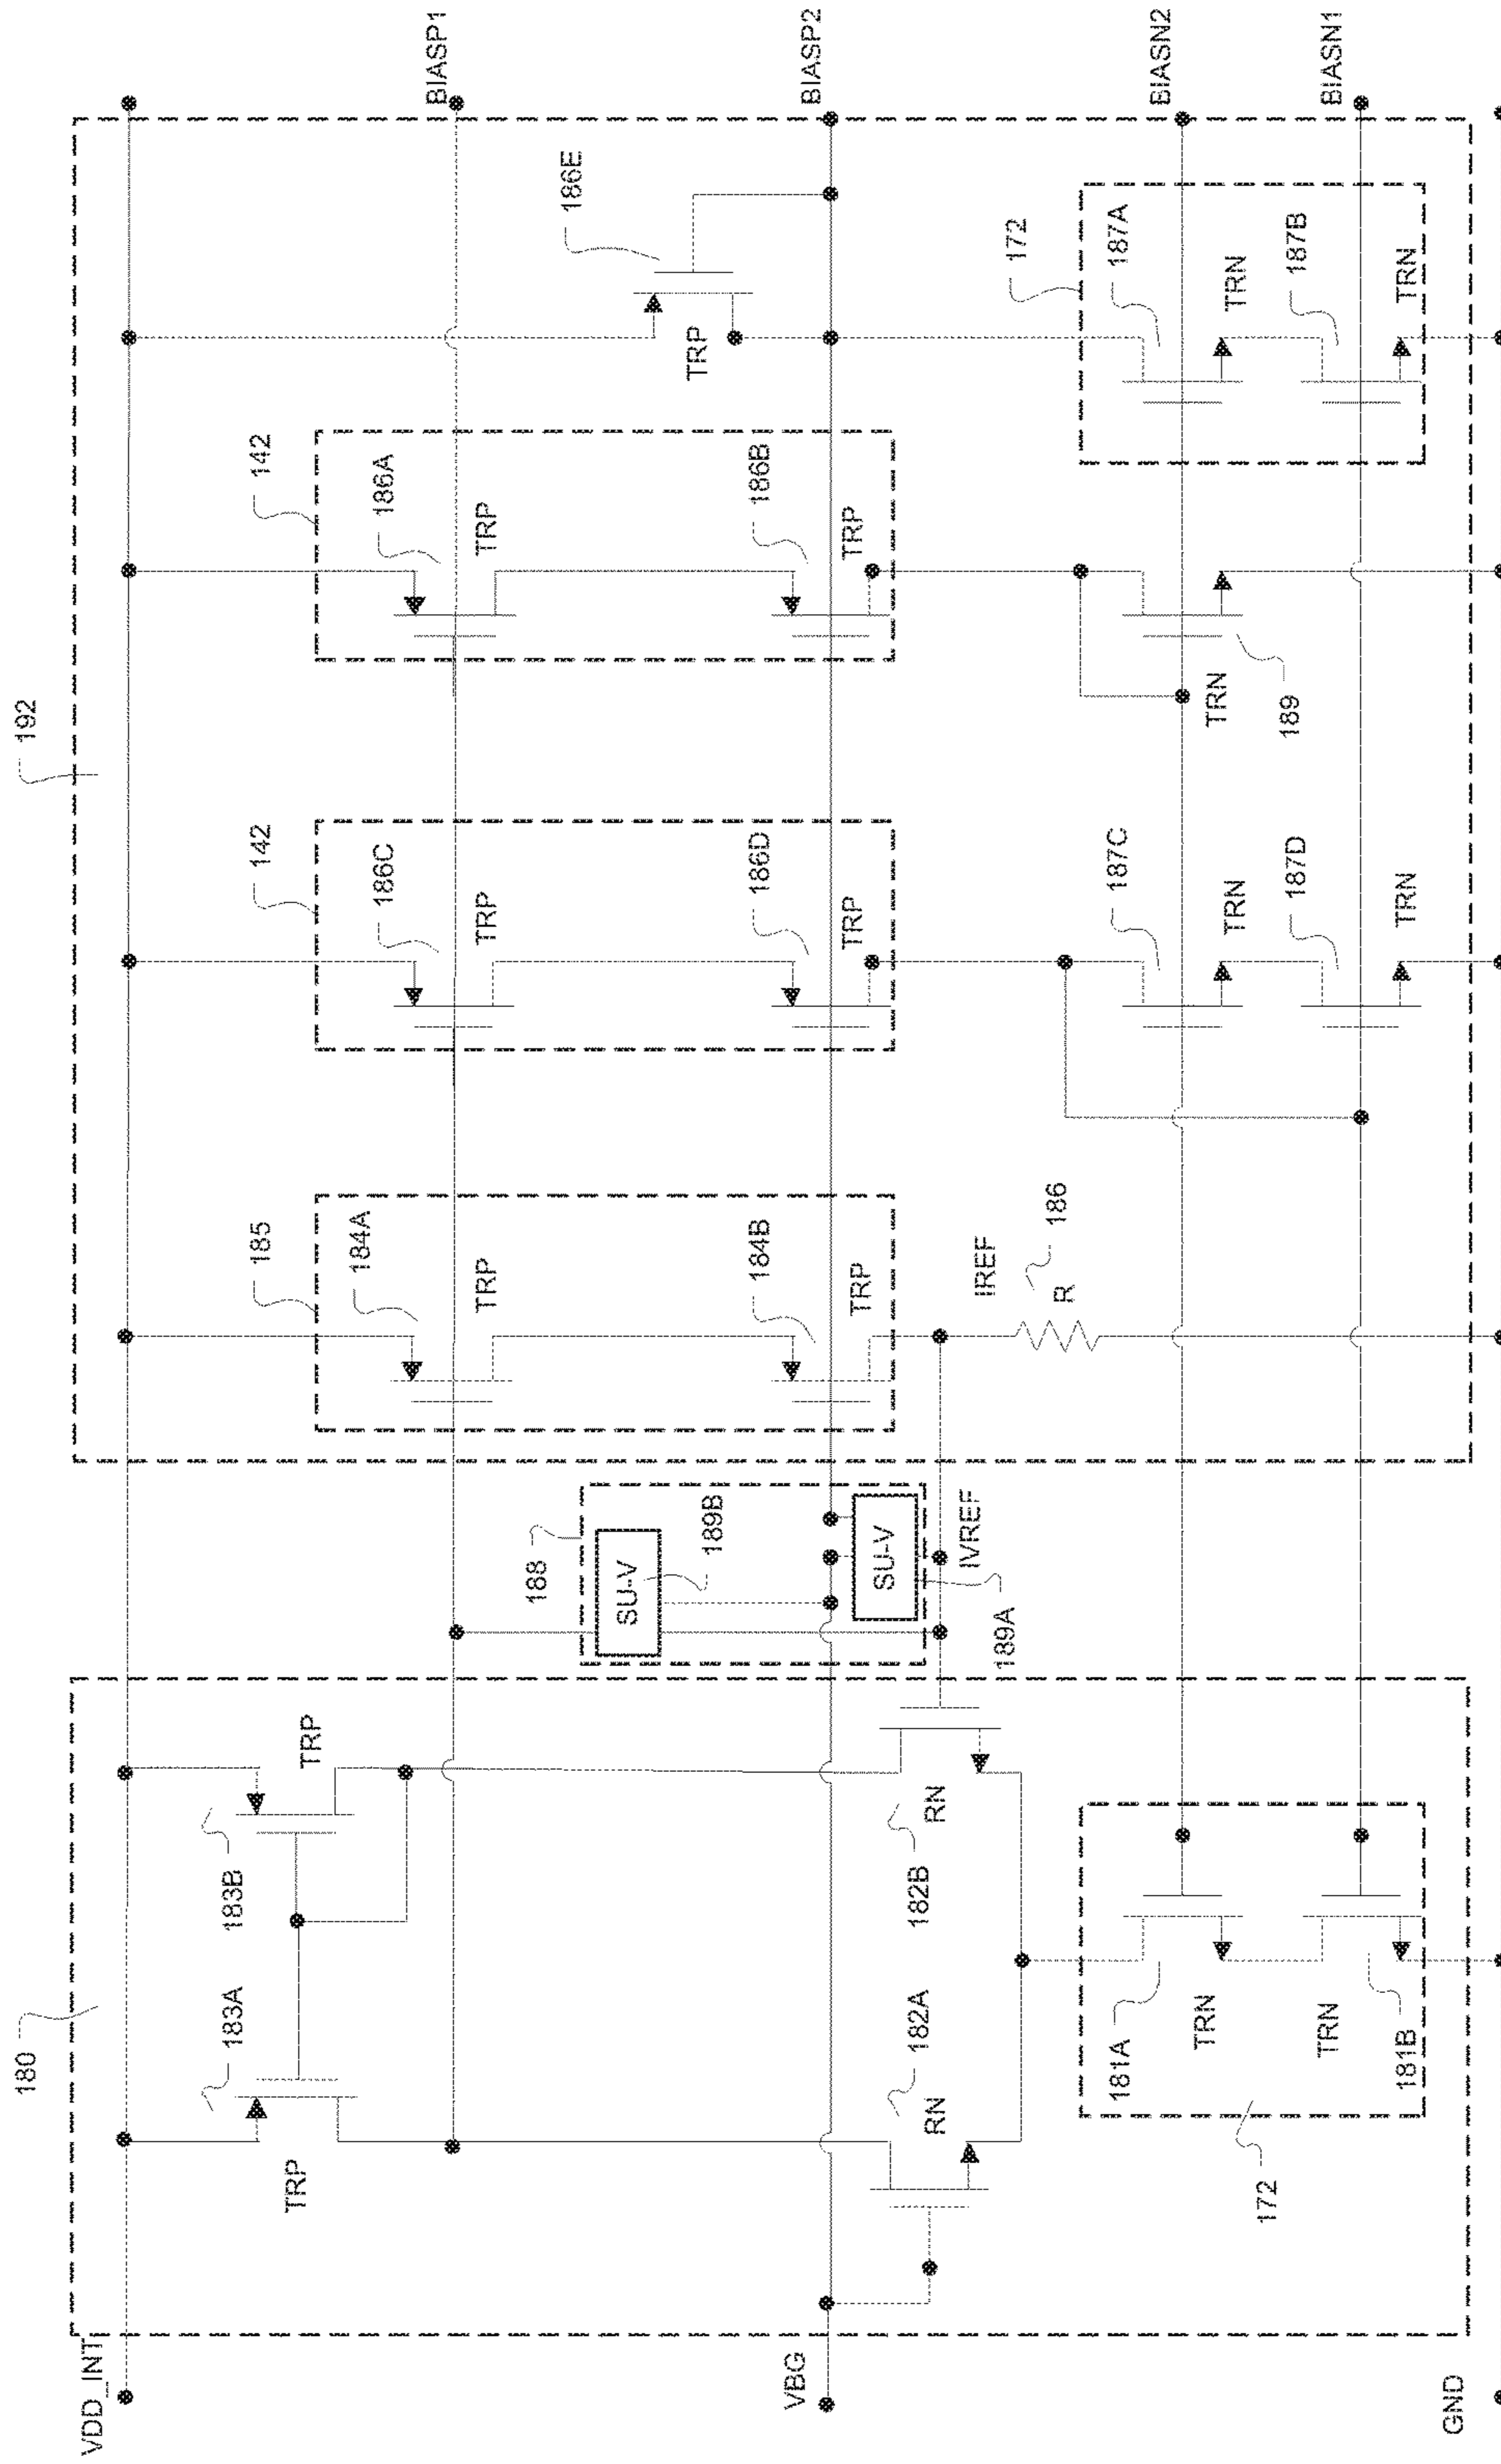 192
180
VDD_INT
BIASP1
BIASP2
BIASN2
BIASN1
VBG
GND
183A
TRP
183B
TRP
182A
RN
182B
RN
181A
TRN
TRN
181B
172
188
SU-V
189B
SU-V
189A
IVREF
185
184A
TRP
184B
TRP
IREF
R
186
142
186C
TRP
186D
TRP
187C
TRN
187D
TRN
142
186A
TRP
186B
TRP
TRN
189
186E
TRP
172
187A
TRN
187B
TRN